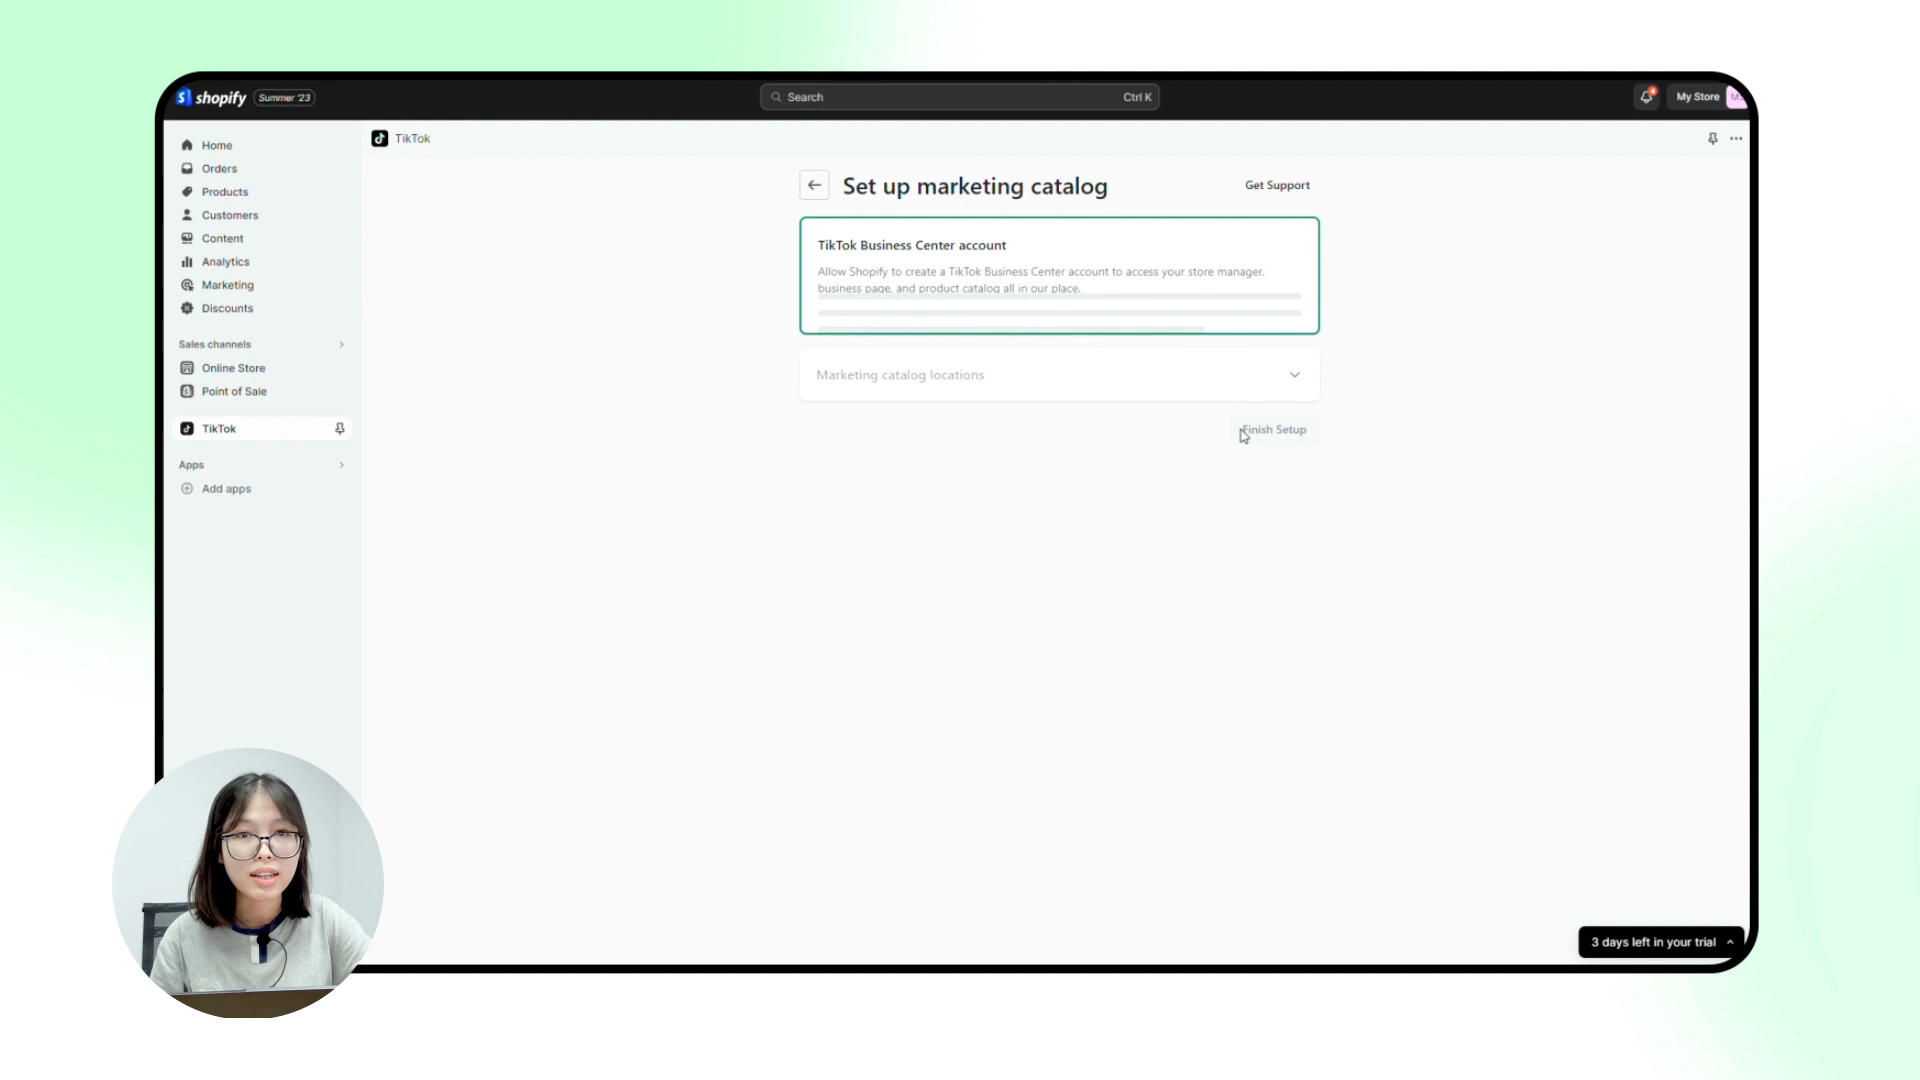 shopify Summer '23
Search Ctrl K
My Store
Home
Orders
Products
Customers
Content
Analytics
Marketing
Discounts
Sales channels
Online Store
Point of Sale
TikTok
Apps
Add apps
TikTok
Set up marketing catalog
Get Support
TikTok Business Center account
Allow Shopify to create a TikTok Business Center account to access your store manager,
business page, and product catalog all in our place.
Marketing catalog locations
Finish Setup
3 days left in your trial